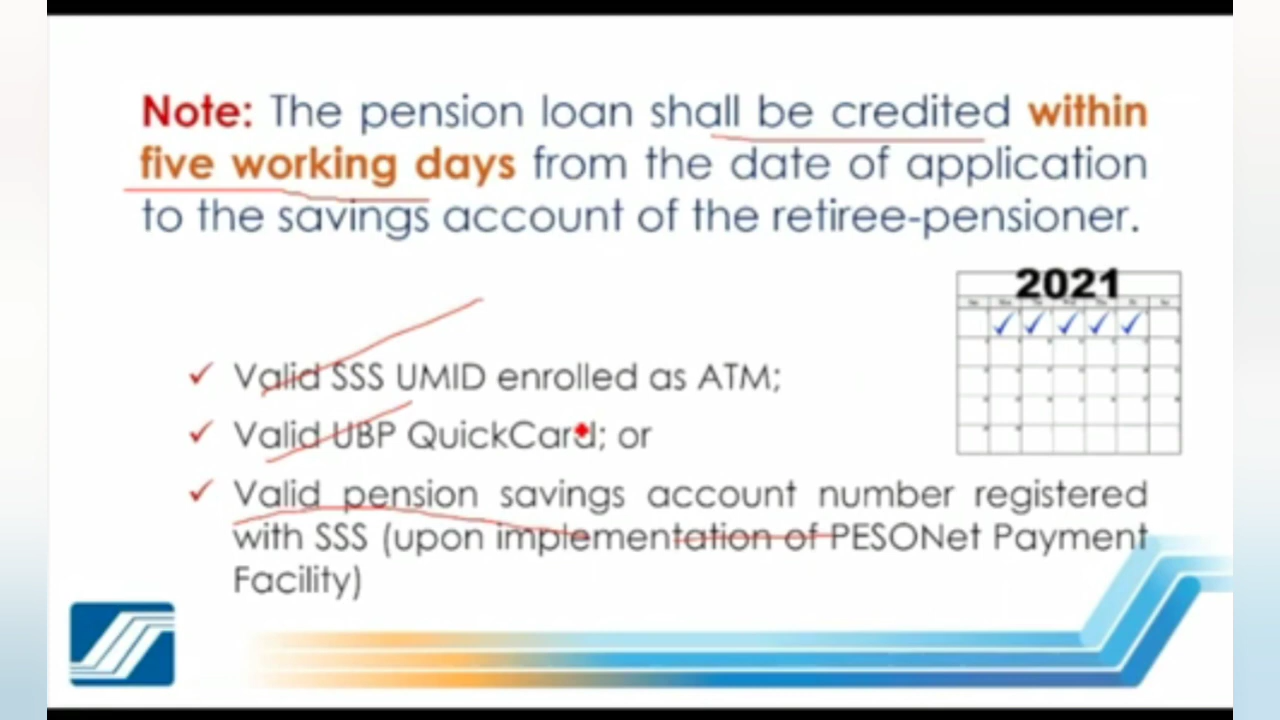 Note: The pension loan shall be credited within
five working days from the date of application
to the savings account of the retiree-pensioner.
2021
✓ Valid SSS UMID enrolled as ATM;
✓ Valid UBP QuickCard; or
✓ Valid pension savings account number registered
with SSS (upon implementation of PESONet Payment
Facility)